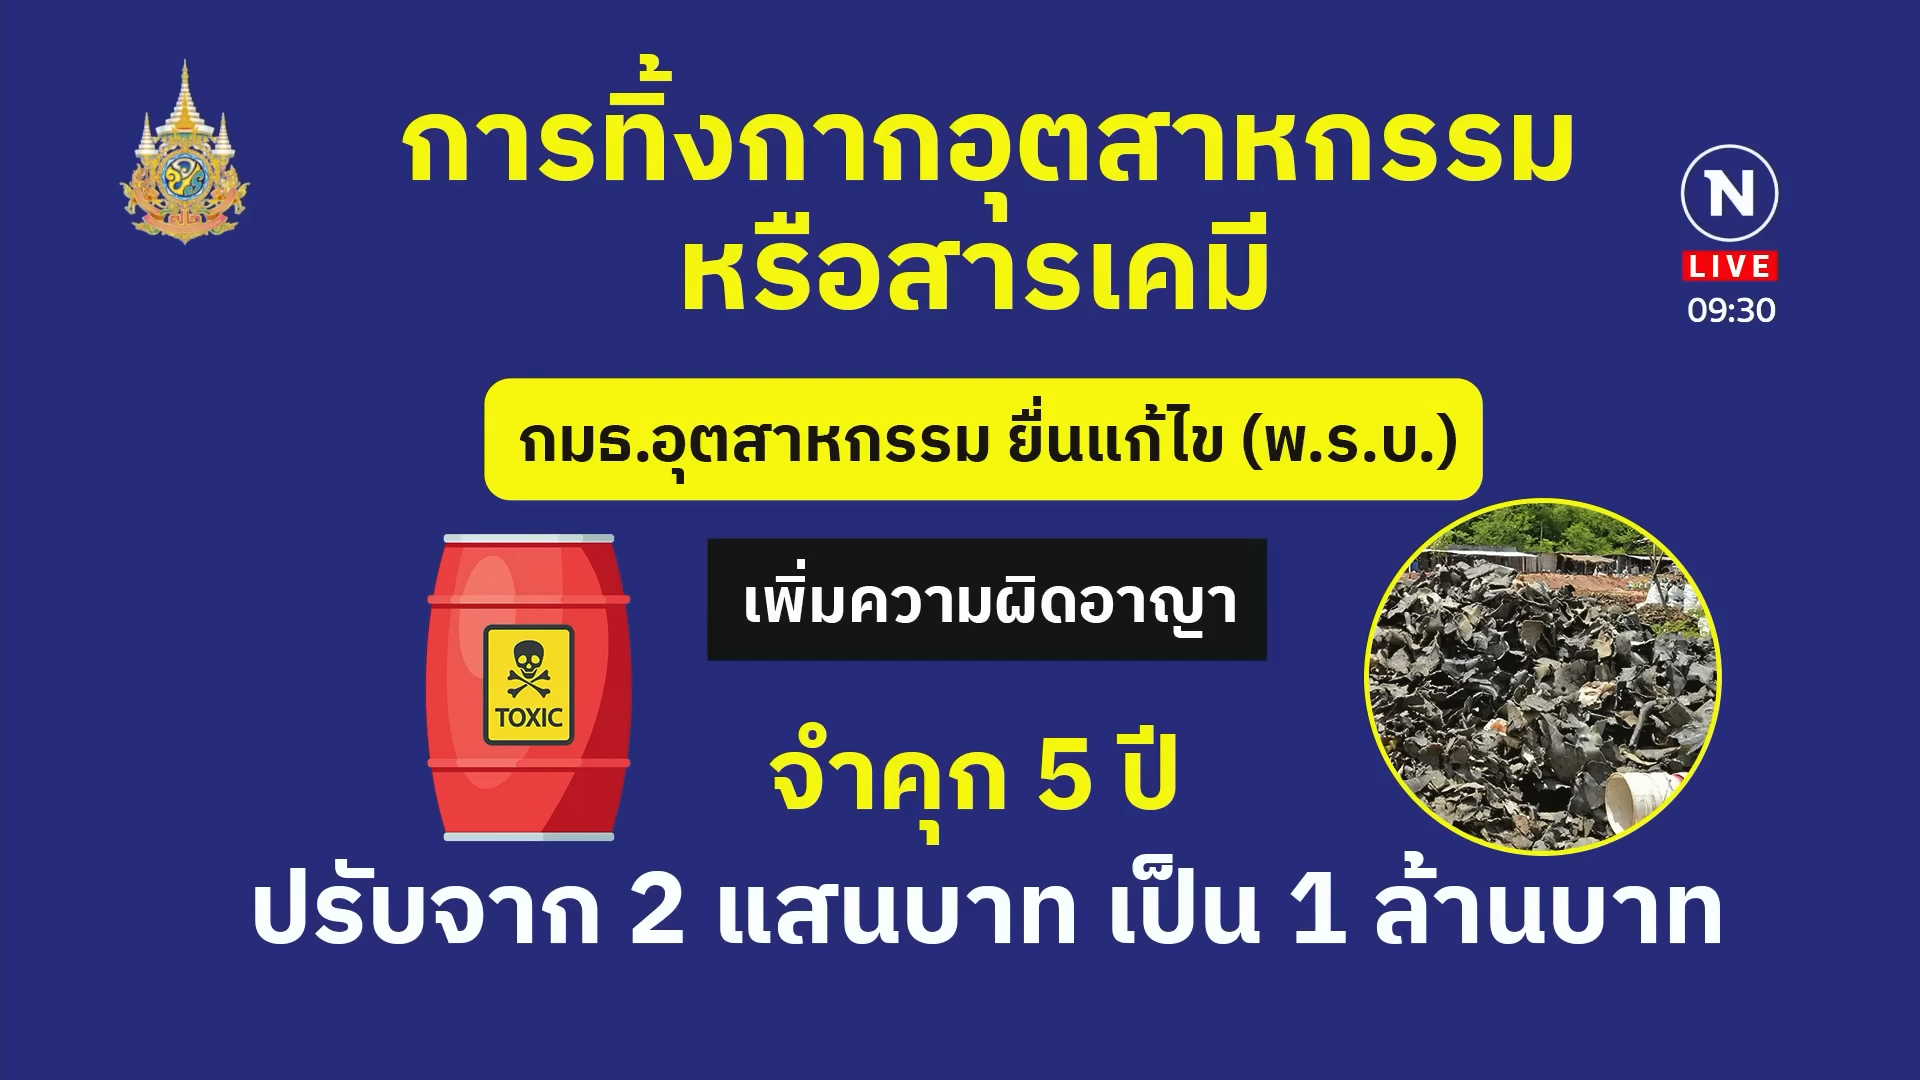 การทิ้งกากอุตสาหกรรม
หรือสารเคมี
N
LIVE
09:30
กมธ.อุตสาหกรรม ยื่นแก้ไข (พ.ร.บ.)
เพิ่มความผิดอาญา
TOXIC
จำคุก 5 ปี
ปรับจาก 2 แสนบาท เป็น 1 ล้านบาท